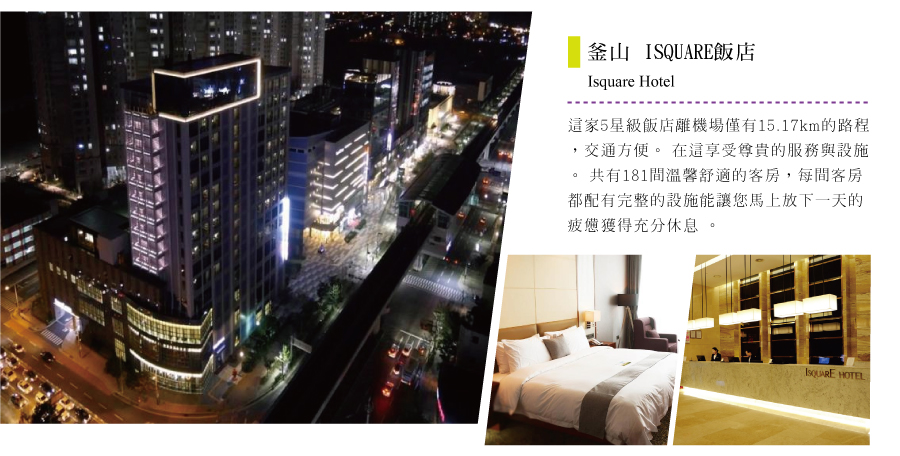 釜山 ISQUARE飯店
Isquare Hotel
這家5星級飯店離機場僅有15.17km的路程
，交通方便。 在這享受尊貴的服務與設施
。 共有181間溫馨舒適的客房，每間客房
都配有完整的設施能讓您馬上放下一天的
疲憊獲得充分休息 。
ISQUARE HOTEL